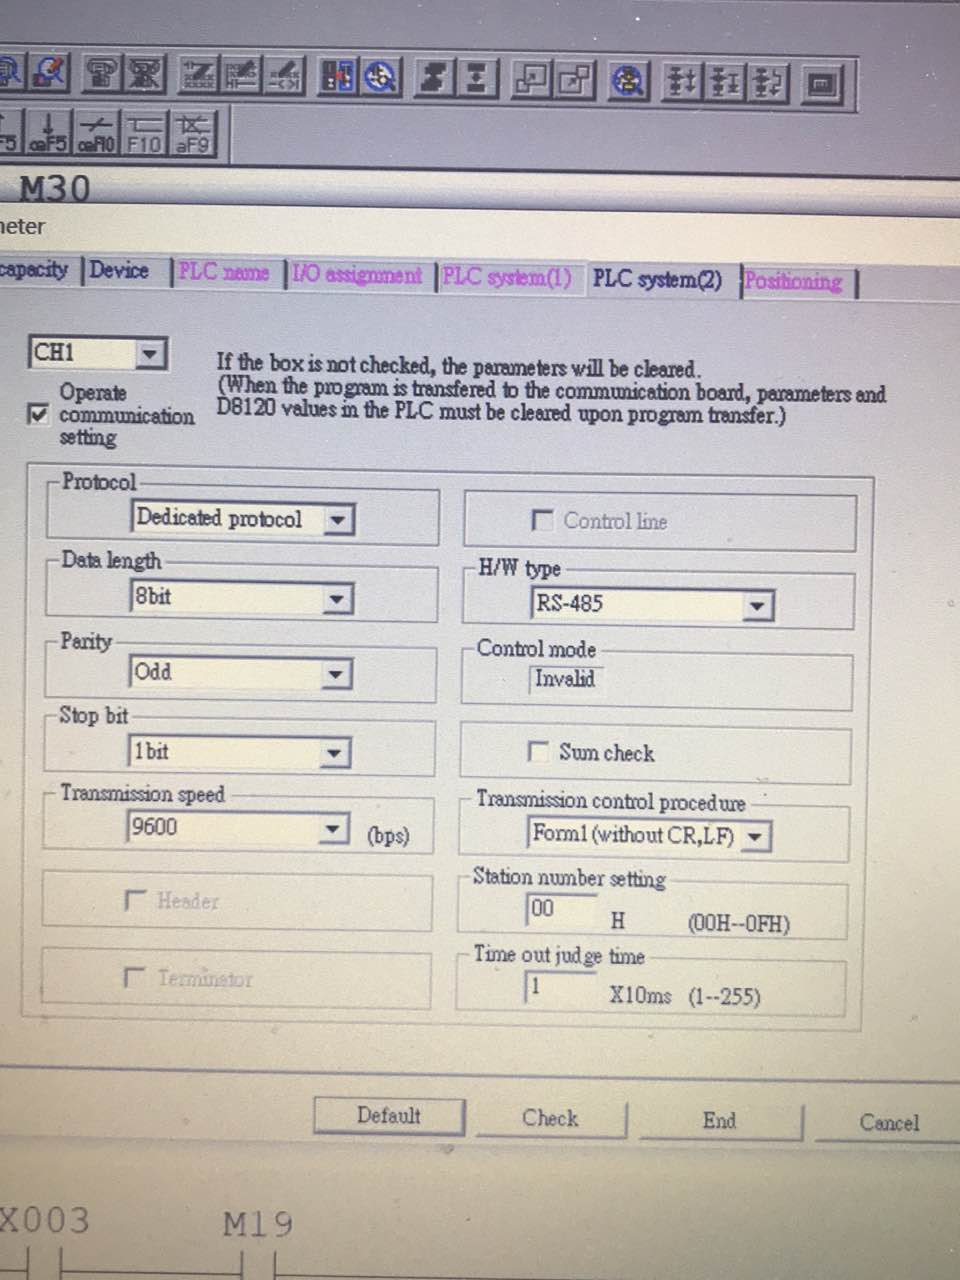 F5 caF5 caF10 F10 aF9
M30
meter
capacity Device PLC name I/O assignment PLC system(1) PLC system(2) Positioning
CH1
If the box is not checked, the parameters will be cleared.
(When the program is transfered to the communication board, parameters and
D8120 values in the PLC must be cleared upon program transfer.)
Operate
communication
setting
Protocol
Dedicated protocol
Control line
Data length
8bit
H/W type
RS-485
Parity
Odd
Control mode
Invalid
Stop bit
1bit
Sum check
Transmission speed
9600 (bps)
Transmission control procedure
Form1(without CR,LF)
Header
Station number setting
00 H (00H--0FH)
Terminator
Time out judge time
1 X10ms (1--255)
Default Check End Cancel
X003 M19